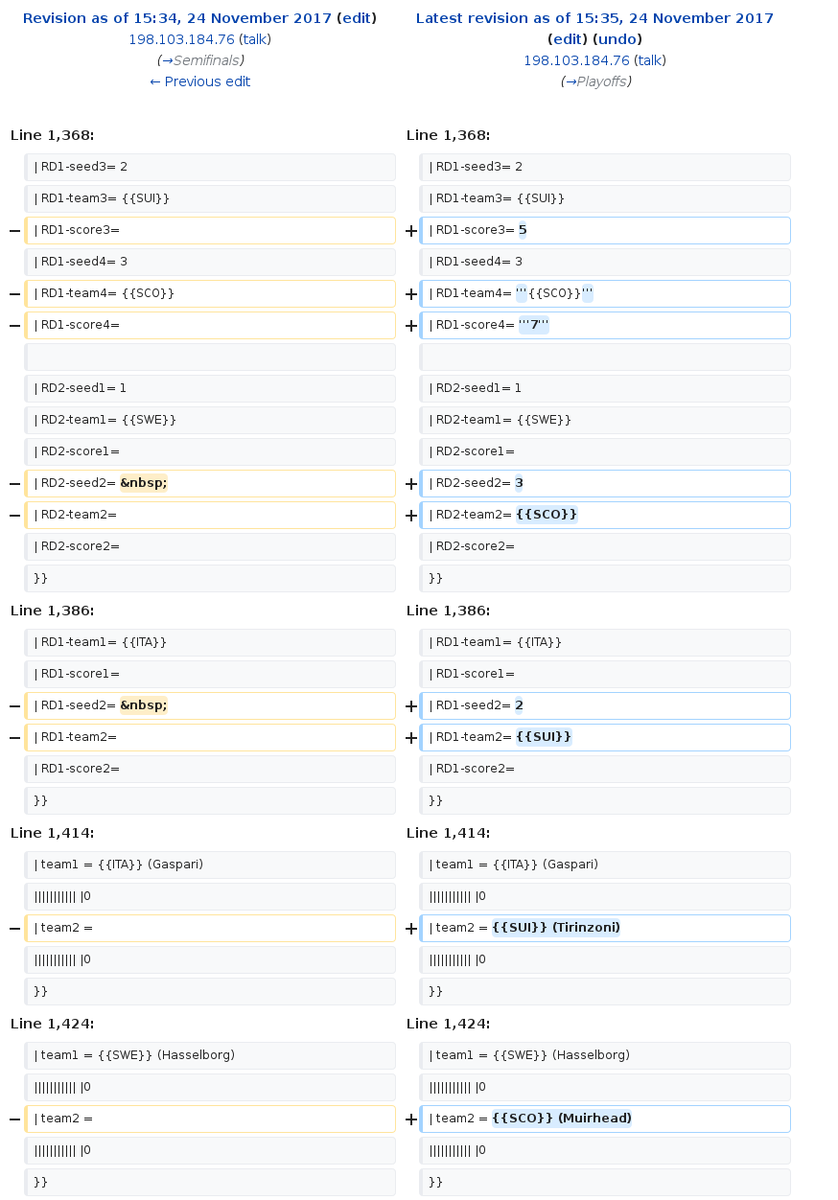 Revision as of 15:34, 24 November 2017 (edit)
198.103.184.76 (talk)
(→Semifinals)
← Previous edit
Latest revision as of 15:35, 24 November 2017
(edit) (undo)
198.103.184.76 (talk)
(→Playoffs)
Line 1,368: Line 1,368:
| RD1-seed3= 2 | RD1-seed3= 2
| RD1-team3= {{SUI}} | RD1-team3= {{SUI}}
− | RD1-score3= + | RD1-score3= 5
| RD1-seed4= 3 | RD1-seed4= 3
− | RD1-team4= {{SCO}} + | RD1-team4= '''{{SCO}}'''
− | RD1-score4= + | RD1-score4= '''7'''
| RD2-seed1= 1 | RD2-seed1= 1
| RD2-team1= {{SWE}} | RD2-team1= {{SWE}}
| RD2-score1= | RD2-score1=
− | RD2-seed2= &nbsp; + | RD2-seed2= 3
− | RD2-team2= + | RD2-team2= {{SCO}}
| RD2-score2= | RD2-score2=
}} }}
Line 1,386: Line 1,386:
| RD1-team1= {{ITA}} | RD1-team1= {{ITA}}
| RD1-score1= | RD1-score1=
− | RD1-seed2= &nbsp; + | RD1-seed2= 2
− | RD1-team2= + | RD1-team2= {{SUI}}
| RD1-score2= | RD1-score2=
}} }}
Line 1,414: Line 1,414:
| team1 = {{ITA}} (Gaspari) | team1 = {{ITA}} (Gaspari)
||||||||||| |0 ||||||||||| |0
− | team2 = + | team2 = {{SUI}} (Tirinzoni)
||||||||||| |0 ||||||||||| |0
}} }}
Line 1,424: Line 1,424:
| team1 = {{SWE}} (Hasselborg) | team1 = {{SWE}} (Hasselborg)
||||||||||| |0 ||||||||||| |0
− | team2 = + | team2 = {{SCO}} (Muirhead)
||||||||||| |0 ||||||||||| |0
}} }}